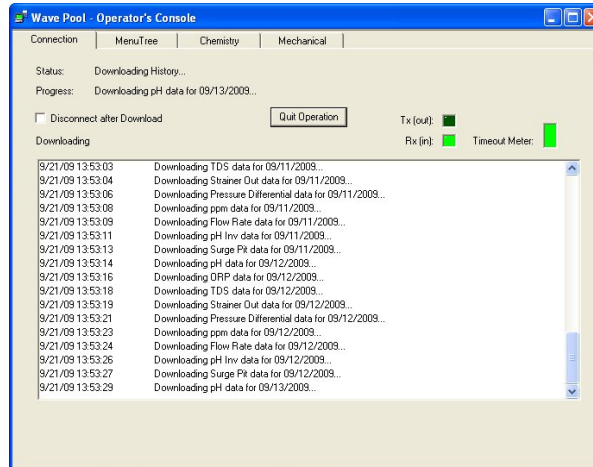 Wave Pool - Operator's Console
Connection MenuTree Chemistry Mechanical
Status: Downloading History...
Progress: Downloading pH data for 09/13/2009...
Disconnect after Download Quit Operation Tx (out):
Downloading Rx (in): Timeout Meter:
9/21/09 13:53:03 Downloading TDS data for 09/11/2009...
9/21/09 13:53:04 Downloading Strainer Out data for 09/11/2009...
9/21/09 13:53:06 Downloading Pressure Differential data for 09/11/2009...
9/21/09 13:53:08 Downloading ppm data for 09/11/2009...
9/21/09 13:53:09 Downloading Flow Rate data for 09/11/2009...
9/21/09 13:53:11 Downloading pH Inv data for 09/11/2009...
9/21/09 13:53:13 Downloading Surge Pit data for 09/11/2009...
9/21/09 13:53:14 Downloading pH data for 09/12/2009...
9/21/09 13:53:16 Downloading ORP data for 09/12/2009...
9/21/09 13:53:18 Downloading TDS data for 09/12/2009...
9/21/09 13:53:19 Downloading Strainer Out data for 09/12/2009...
9/21/09 13:53:21 Downloading Pressure Differential data for 09/12/2009...
9/21/09 13:53:23 Downloading ppm data for 09/12/2009...
9/21/09 13:53:24 Downloading Flow Rate data for 09/12/2009...
9/21/09 13:53:26 Downloading pH Inv data for 09/12/2009...
9/21/09 13:53:27 Downloading Surge Pit data for 09/12/2009...
9/21/09 13:53:29 Downloading pH data for 09/13/2009...